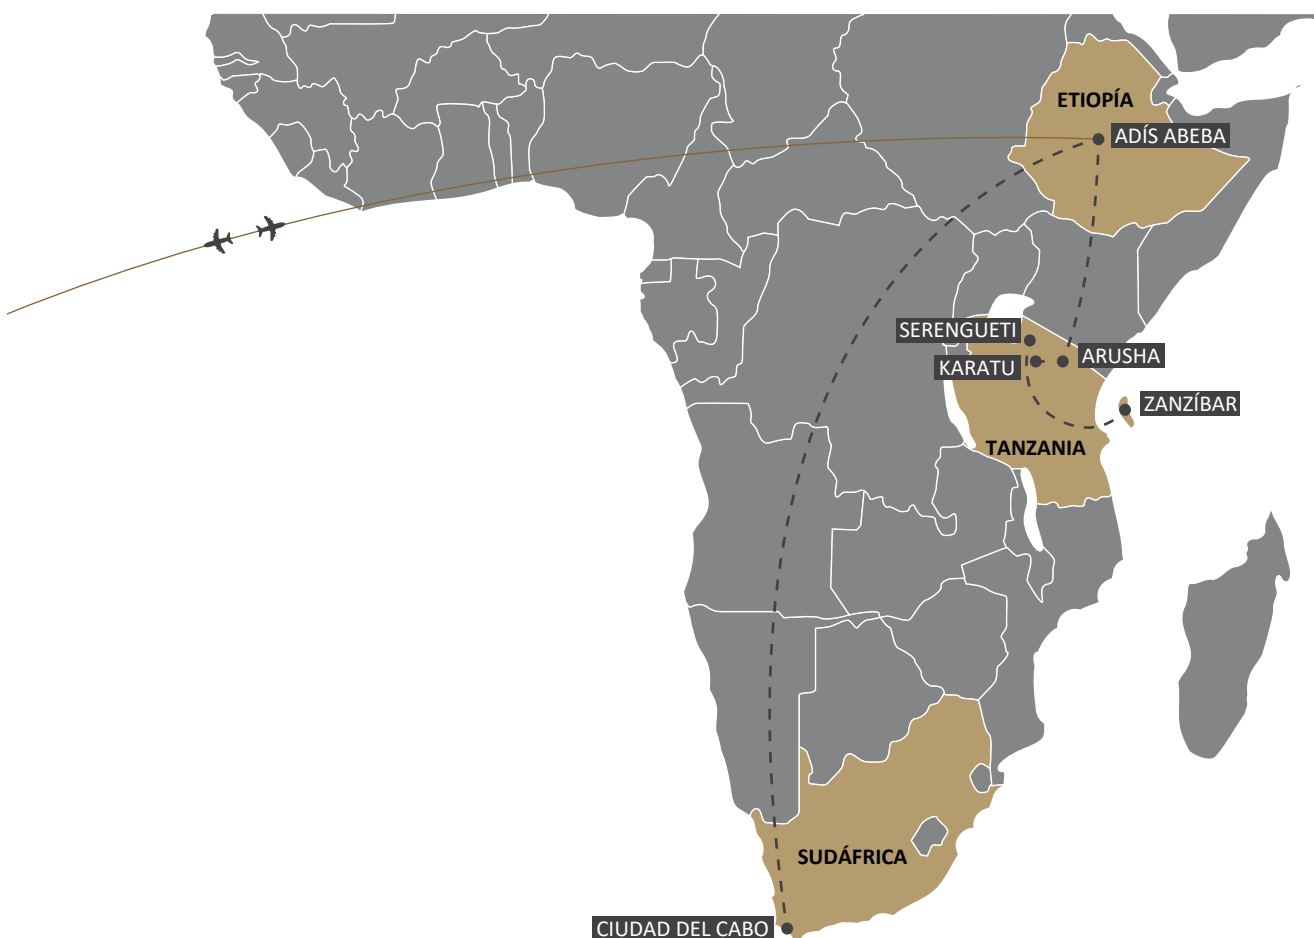 ETIOPÍA
ADÍS ABEBA
SERENGUETI
KARATU
ARUSHA
ZANZÍBAR
TANZANIA
SUDÁFRICA
CIUDAD DEL CABO